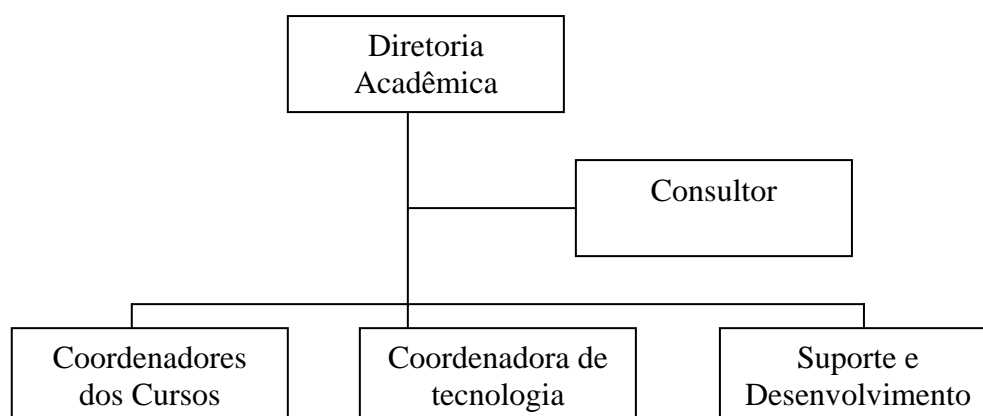 Diretoria
Acadêmica
Consultor
Coordenadores
dos Cursos
Coordenadora de
tecnologia
Suporte e
Desenvolvimento